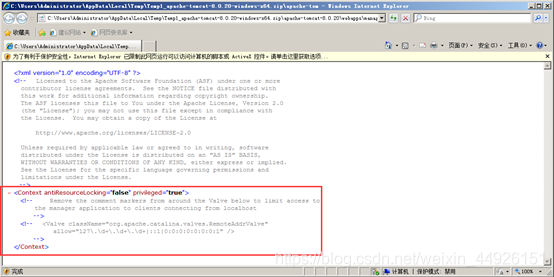 C:\Users\Administrator\AppData\Local\Temp\Temp1_apache-tomcat-8.0.20-windows-x64.zip\apache-tom - Windows Internet Explorer
C:\Users\Administrator\AppData\Local\Temp\Temp1_apache-tomcat-8.0.20-windows-x64.zip\apache-tomcat-8.0.20\webapps\manag
Bing
收藏夹
建议网站
网页快讯库
C:\Users\Administrator\AppData\Local\Temp...
页面(P)
安全(S)
工具(O)
为了有利于保护安全性，Internet Explorer 已限制此网页运行可以访问计算机的脚本或 ActiveX 控件。请单击这里获取选项...
<?xml version="1.0" encoding="UTF-8" ?>
<!-- Licensed to the Apache Software Foundation (ASF) under one or more
contributor license agreements. See the NOTICE file distributed with
this work for additional information regarding copyright ownership.
The ASF licenses this file to You under the Apache License, Version 2.0
(the "License"); you may not use this file except in compliance with
the License. You may obtain a copy of the License at
http://www.apache.org/licenses/LICENSE-2.0
Unless required by applicable law or agreed to in writing, software
distributed under the License is distributed on an "AS IS" BASIS,
WITHOUT WARRANTIES OR CONDITIONS OF ANY KIND, either express or implied.
See the License for the specific language governing permissions and
limitations under the License.
-->
- <Context antiResourceLocking="false" privileged="true">
<!-- Remove the comment markers from around the Valve below to limit access to
the manager application to clients connecting from localhost
-->
<!-- <Valve className="org.apache.catalina.valves.RemoteAddrValve"
allow="127\.\d+\.\d+\.\d+|::1|0:0:0:0:0:0:0:1" />
-->
</Context>
https://blog.csdn.net/weixin_44926151
完成
计算机 | 保护模式: 禁用
100%